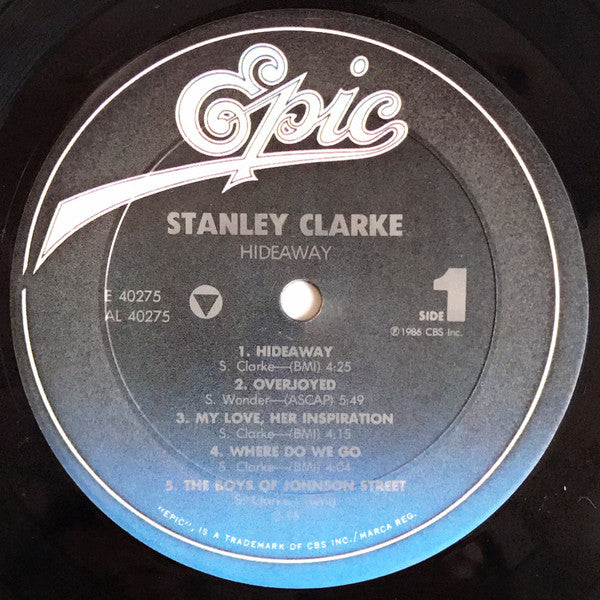 Epic
STANLEY CLARKE
HIDEAWAY
E 40275
AL 40275
SIDE 1
℗1986 CBS Inc.
1. HIDEAWAY
S. Clarke—(BMI) 4:25
2. OVERJOYED
S. Wonder—(ASCAP) 5:49
3. MY LOVE, HER INSPIRATION
S. Clarke—(BMI) 4:15
4. WHERE DO WE GO
S. Clarke—(BMI) 4:04
5. THE BOYS OF JOHNSON STREET
S. Clarke—(BMI)
"EPIC", IS A TRADEMARK OF CBS INC./MARCA REG.